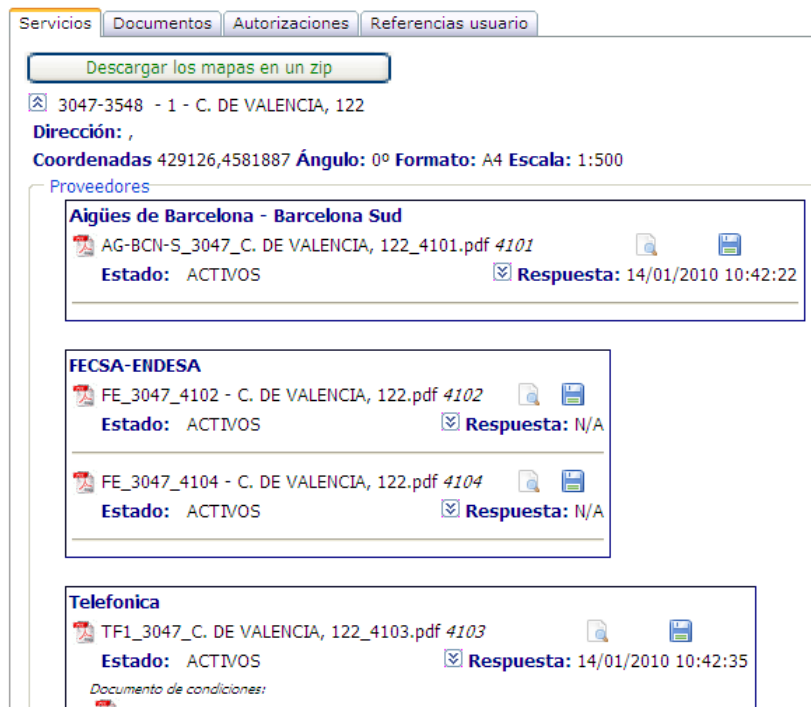 Servicios Documentos Autorizaciones Referencias usuario
Descargar los mapas en un zip
3047-3548 - 1 - C. DE VALENCIA, 122
Dirección: ,
Coordenadas 429126,4581887 Ángulo: 0º Formato: A4 Escala: 1:500
Proveedores
Aigües de Barcelona - Barcelona Sud
AG-BCN-S_3047_C. DE VALENCIA, 122_4101.pdf 4101
Estado: ACTIVOS Respuesta: 14/01/2010 10:42:22
FECSA-ENDESA
FE_3047_4102 - C. DE VALENCIA, 122.pdf 4102
Estado: ACTIVOS Respuesta: N/A
FE_3047_4104 - C. DE VALENCIA, 122.pdf 4104
Estado: ACTIVOS Respuesta: N/A
Telefonica
TF1_3047_C. DE VALENCIA, 122_4103.pdf 4103
Estado: ACTIVOS Respuesta: 14/01/2010 10:42:35
Documento de condiciones: